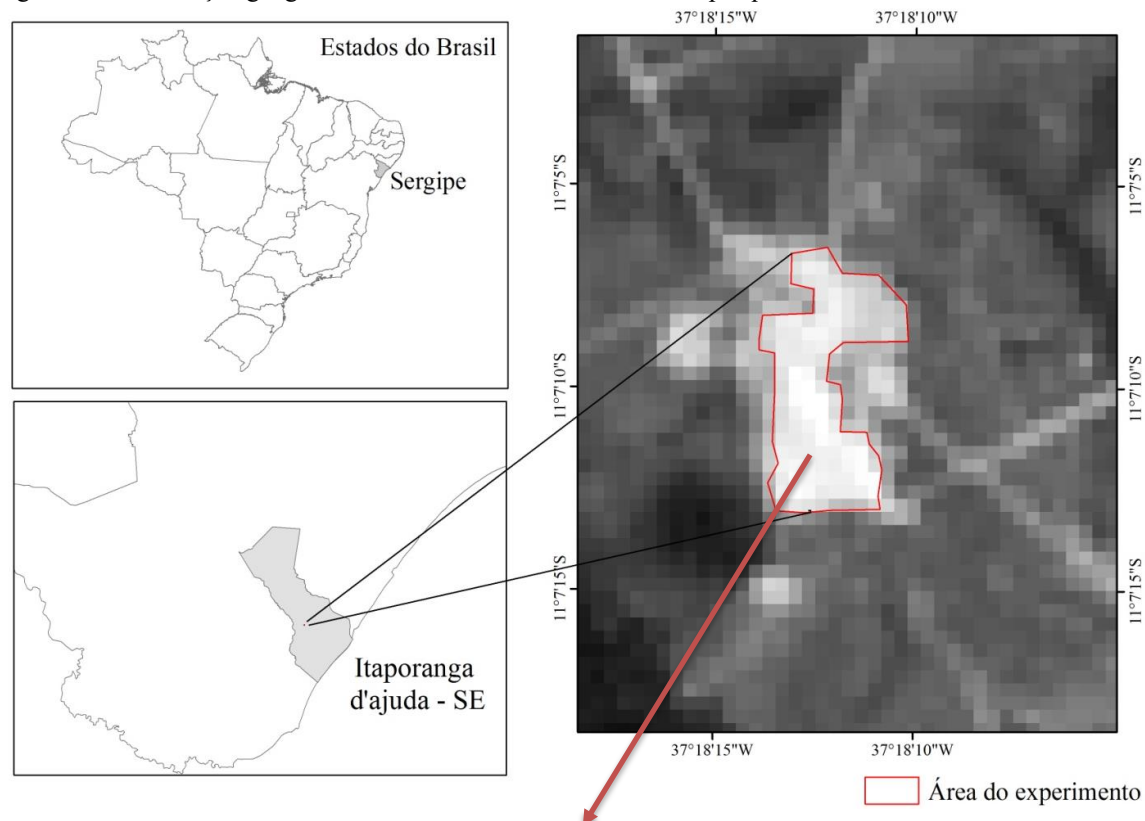 Estados do Brasil
Sergipe
Itaporanga
d'ajuda - SE
37°18'15"W 37°18'10"W
11°7'5"S 11°7'5"S
11°7'10"S 11°7'10"S
11°7'15"S 11°7'15"S
37°18'15"W 37°18'10"W
Área do experimento